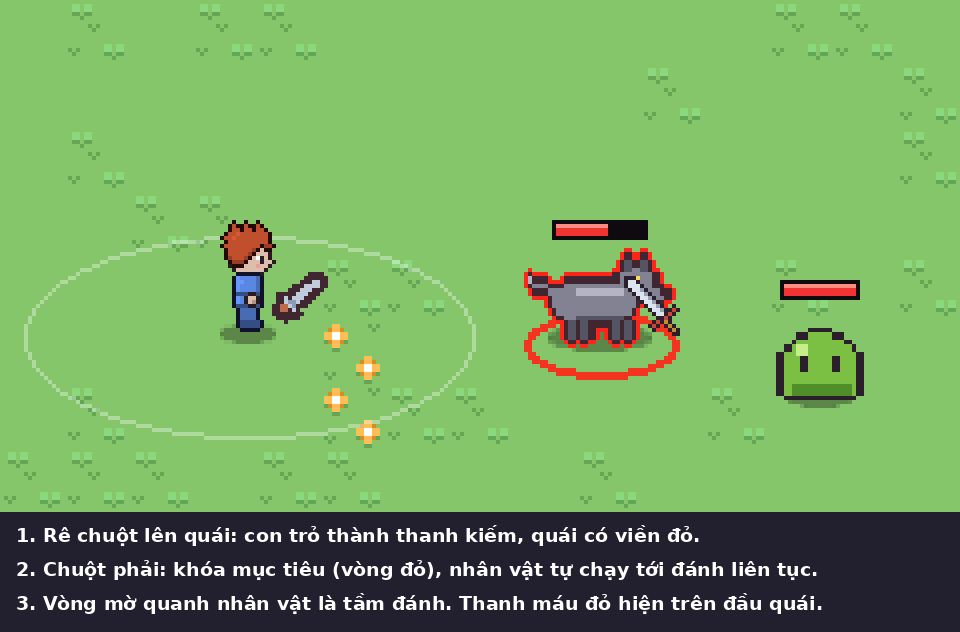 1. Rê chuột lên quái: con trỏ thành thanh kiếm, quái có viền đỏ.
2. Chuột phải: khóa mục tiêu (vòng đỏ), nhân vật tự chạy tới đánh liên tục.
3. Vòng mờ quanh nhân vật là tầm đánh. Thanh máu đỏ hiện trên đầu quái.